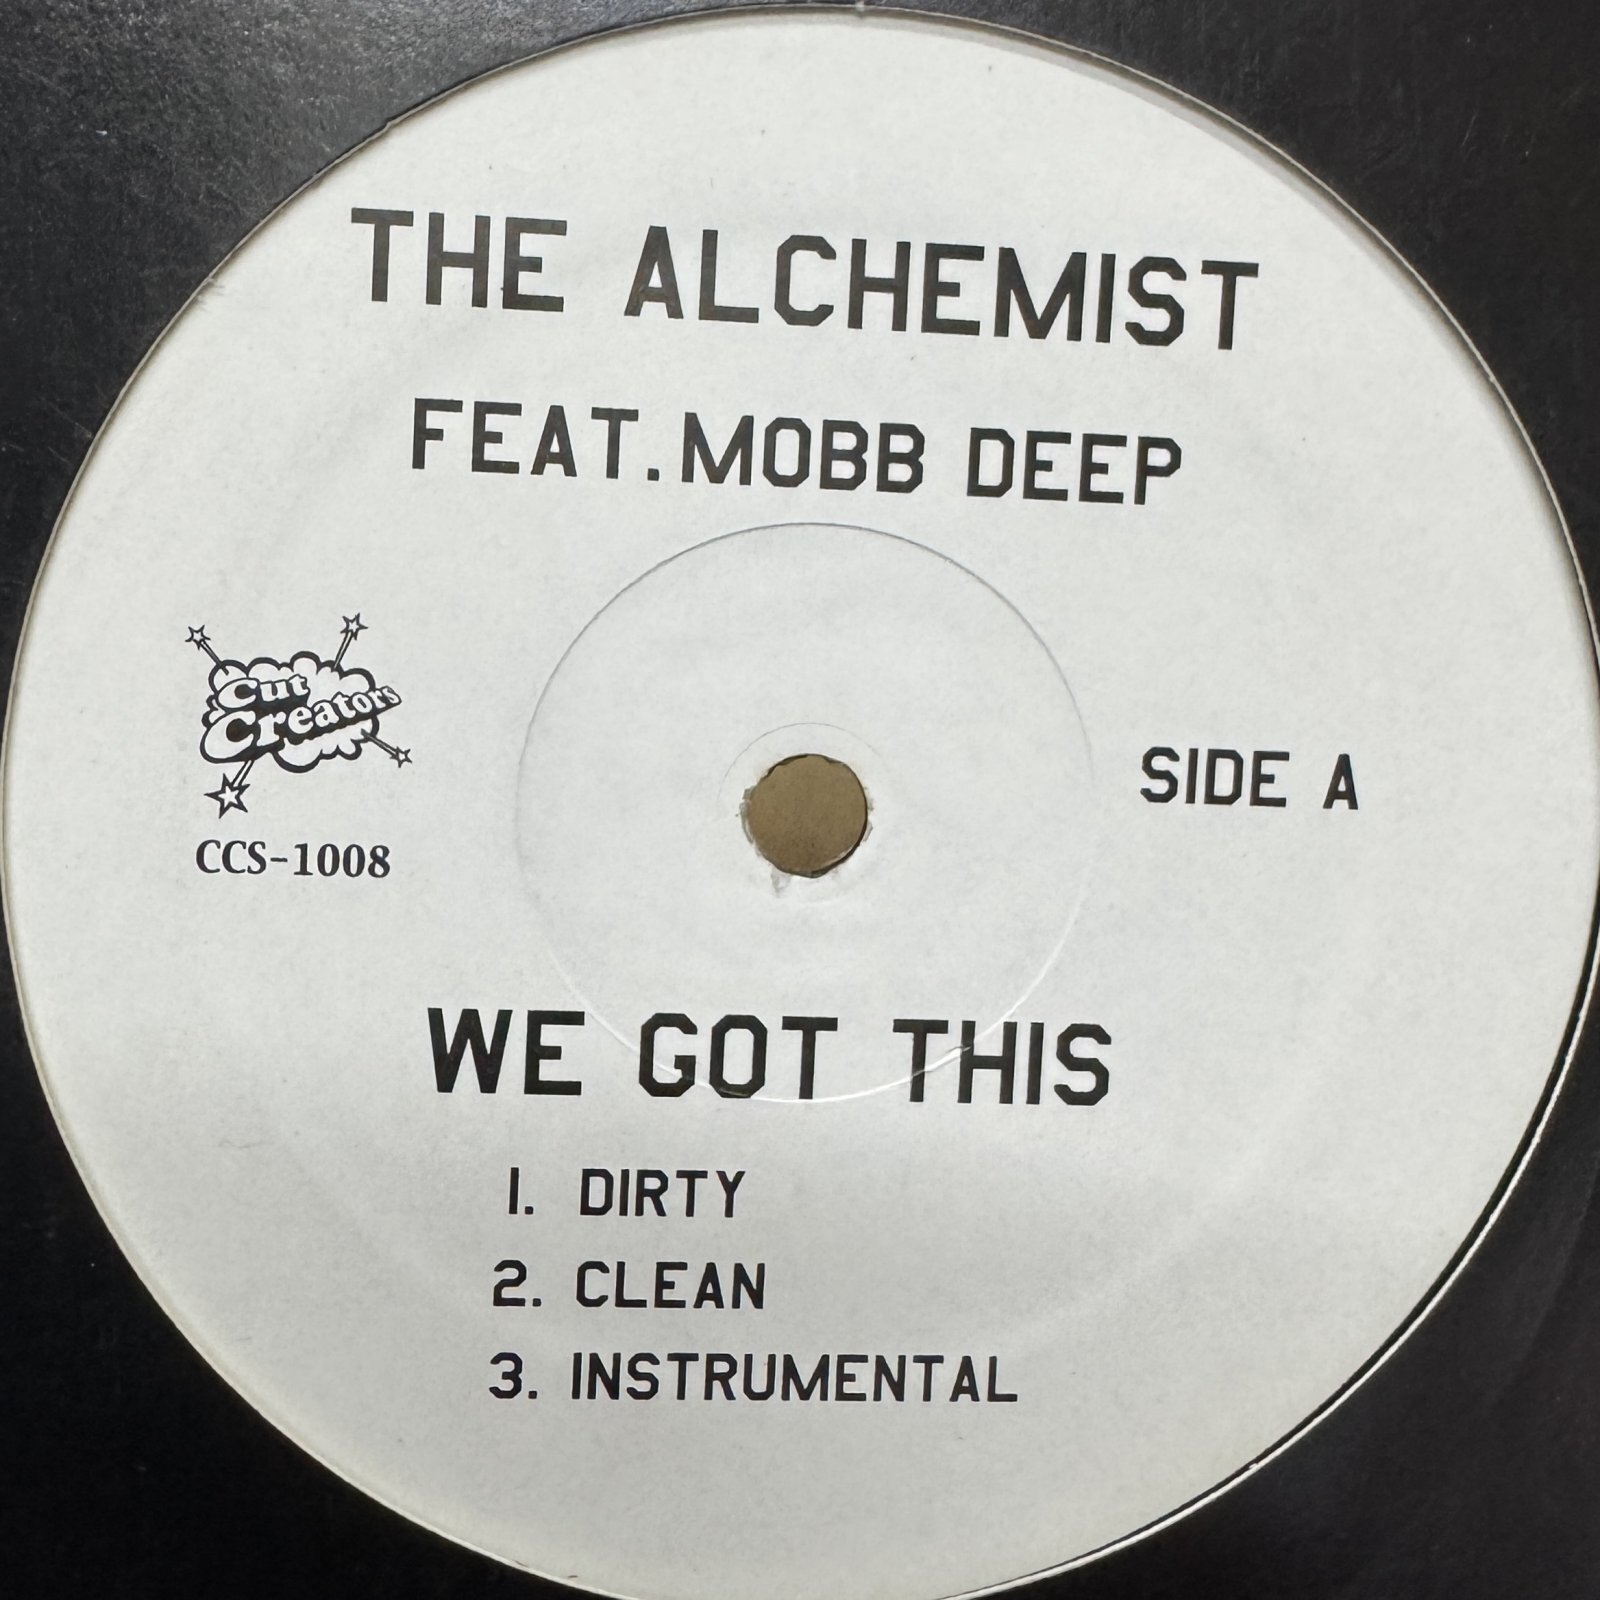 THE ALCHEMIST
FEAT. MOBB DEEP
Cut
Creators
CCS-1008
SIDE A
WE GOT THIS
1. DIRTY
2. CLEAN
3. INSTRUMENTAL